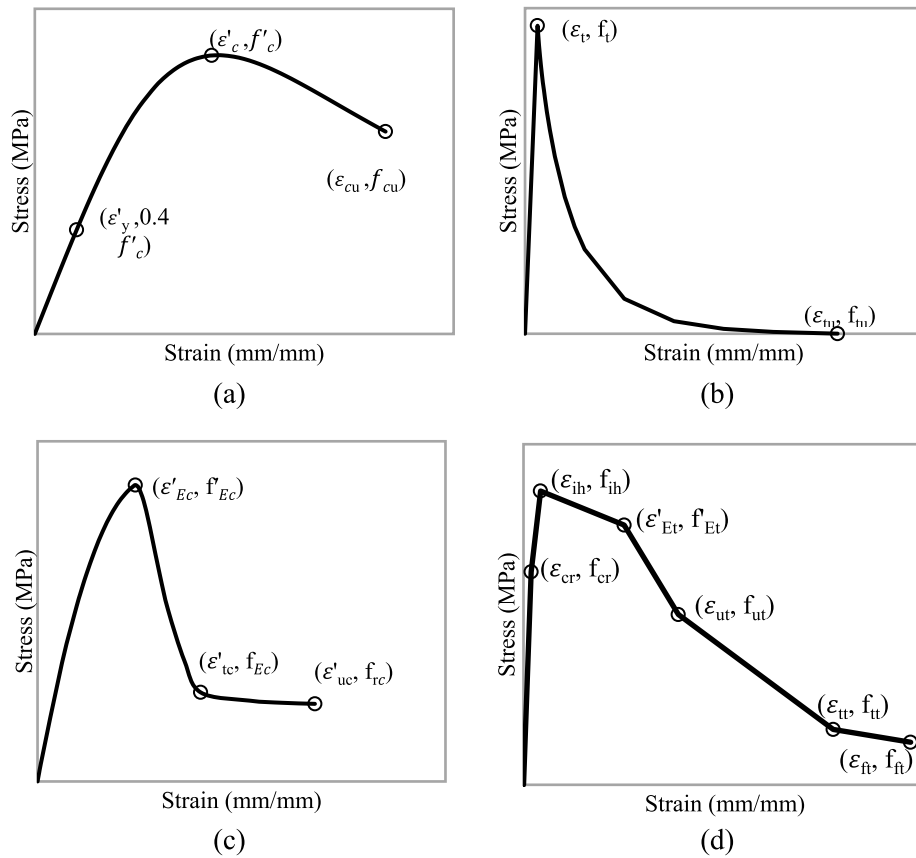 (ε'c ,f'c)
Stress (MPa)
(εcu ,fcu)
(ε'y ,0.4
f'c)
Strain (mm/mm)
(a)
(εt, ft)
Stress (MPa)
(εtu, ftu)
Strain (mm/mm)
(b)
(ε'Ec, f'Ec)
Stress (MPa)
(ε'tc, fEc)
(ε'uc, frc)
Strain (mm/mm)
(c)
(εih, fih)
(ε'Et, f'Et)
Stress (MPa)
(εcr, fcr)
(εut, fut)
(εtt, ftt)
(εft, fft)
Strain (mm/mm)
(d)